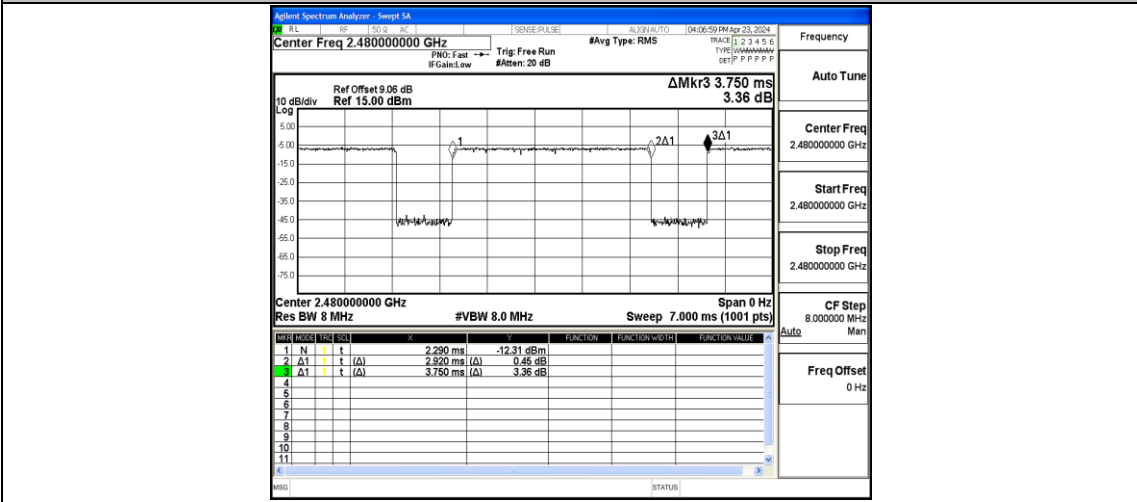 Agilent Spectrum Analyzer - Swept SA
RL RF 50 Ω AC SENSE:PULSE ALIGN AUTO 04:06:59 PM Apr 23, 2024
Center Freq 2.480000000 GHz #Avg Type: RMS TRACE 1 2 3 4 5 6
PNO: Fast Trig: Free Run TYPE WWWWWW
IFGain:Low #Atten: 20 dB DET P P P P P P
Frequency
Auto Tune
ΔMkr3 3.750 ms
3.36 dB
Ref Offset 9.06 dB
10 dB/div Ref 15.00 dBm
Log
5.00
-5.00
-15.0
-25.0
-35.0
-45.0
-55.0
-65.0
-75.0
1
2Δ1
3Δ1
Center 2.480000000 GHz Span 0 Hz
Res BW 8 MHz #VBW 8.0 MHz Sweep 7.000 ms (1001 pts)
Center Freq
2.480000000 GHz
Start Freq
2.480000000 GHz
Stop Freq
2.480000000 GHz
CF Step
8.000000 MHz
Auto Man
Freq Offset
0 Hz
MKR MODE TRC SCL X Y FUNCTION FUNCTION WIDTH FUNCTION VALUE
1 N 1 t 2.290 ms -12.31 dBm
2 Δ1 1 t (Δ) 2.920 ms (Δ) 0.45 dB
3 Δ1 1 t (Δ) 3.750 ms (Δ) 3.36 dB
4
5
6
7
8
9
10
11
MSG STATUS